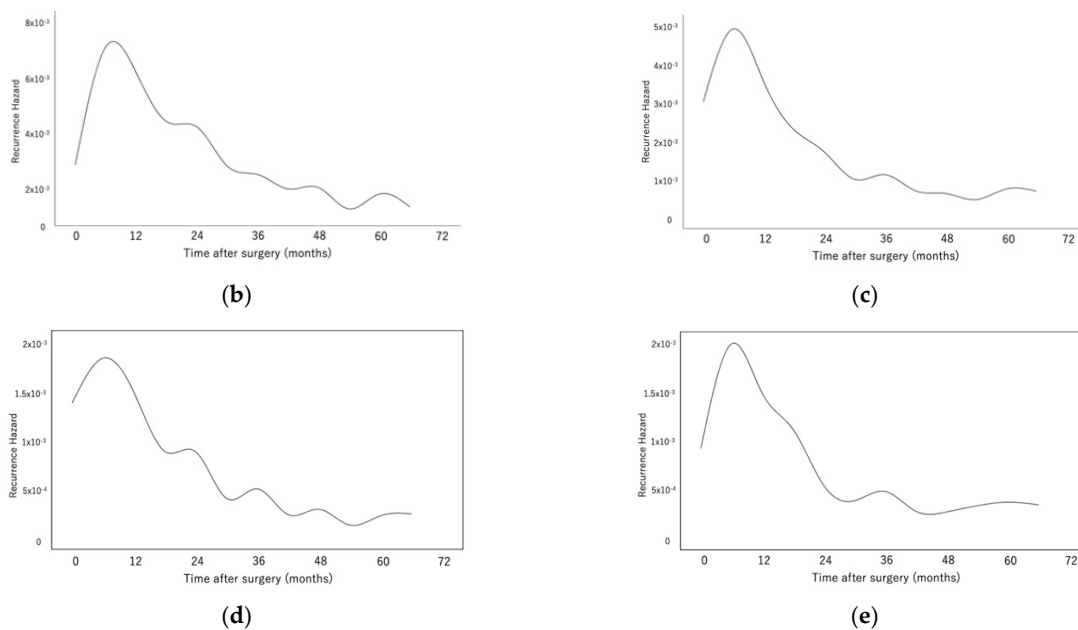 8x10⁻³
6x10⁻³
4x10⁻³
2x10⁻³
0
Recurrence Hazard
0 12 24 36 48 60 72
Time after surgery (months)
(b)
5x10⁻³
4x10⁻³
3x10⁻³
2x10⁻³
1x10⁻³
0
Recurrence Hazard
0 12 24 36 48 60 72
Time after surgery (months)
(c)
2x10⁻³
1.5x10⁻³
1x10⁻³
5x10⁻⁴
0
Recurrence Hazard
0 12 24 36 48 60 72
Time after surgery (months)
(d)
2x10⁻³
1.5x10⁻³
1x10⁻³
5x10⁻⁴
0
Recurrence Hazard
0 12 24 36 48 60 72
Time after surgery (months)
(e)